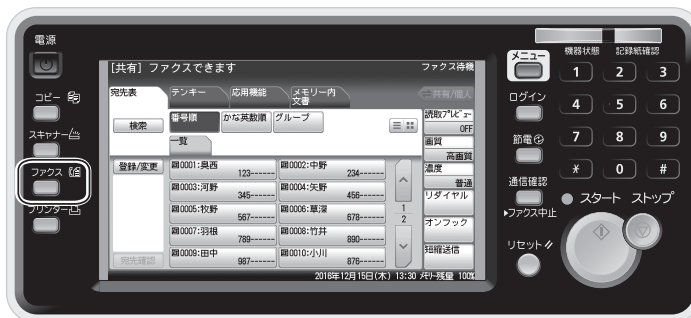 電源
コピー
スキャナー
ファクス
プリンター
[共有] ファクスできます
ファクス待機
宛先表
テンキー
応用機能
メモリー内
文書
共有/個人
検索
番号順
かな英数順
グループ
一覧
登録/変更
0001:奥西
123------
0002:中野
234------
0003:河野
345------
0004:矢野
456------
0005:牧野
567------
0006:草深
678------
0007:羽根
789------
0008:竹井
890------
0009:田中
987------
0010:小川
876------
1
2
宛先確認
読取プレビュー
OFF
画質
高画質
濃度
普通
リダイヤル
オンフック
短縮送信
2016年12月15日(木) 13:30 メモリー残量 100%
メニュー
ログイン
節電
通信確認
ファクス中止
リセット
機器状態
記録紙確認
1 2 3
4 5 6
7 8 9
* 0 #
スタート
ストップ